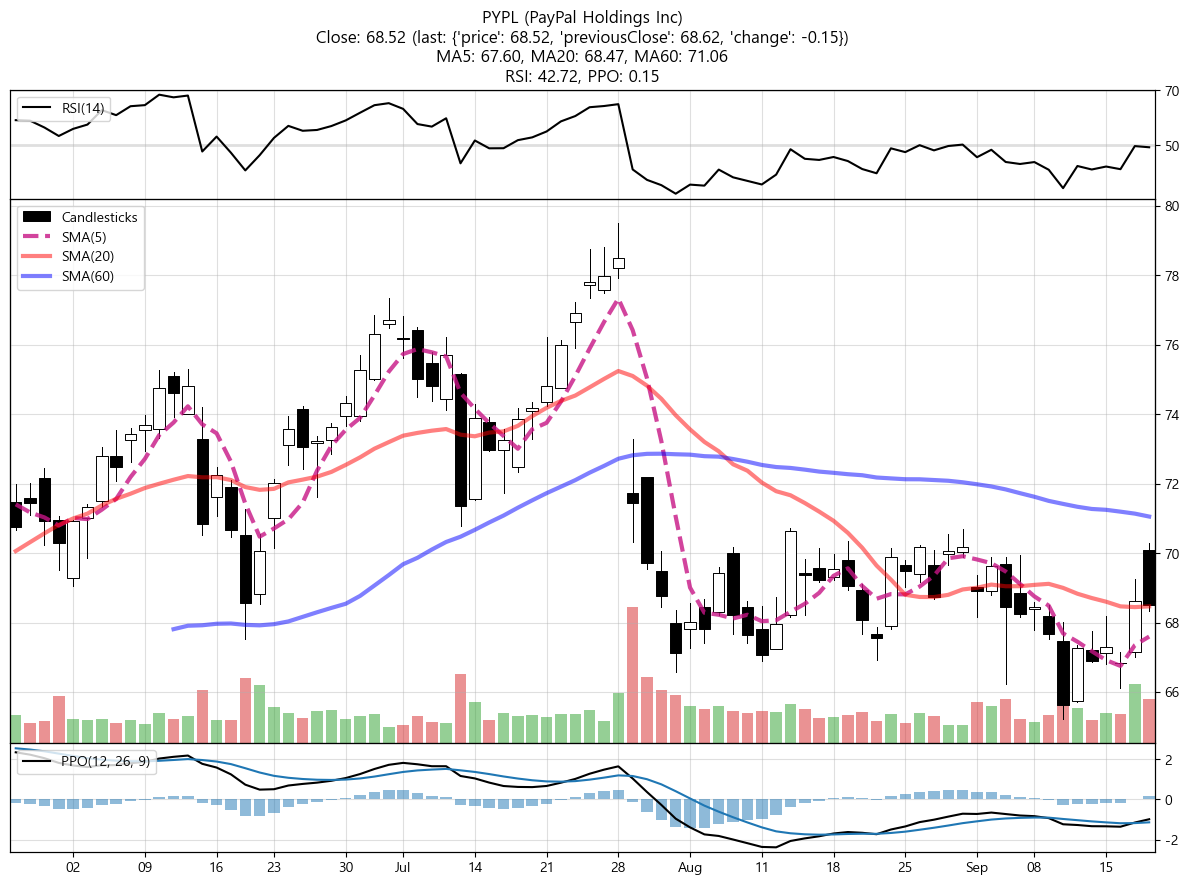 PYPL (PayPal Holdings Inc)
Close: 68.52 (last: {'price': 68.52, 'previousClose': 68.62, 'change': -0.15})
MA5: 67.60, MA20: 68.47, MA60: 71.06
RSI: 42.72, PPO: 0.15
RSI(14)
70
50
Candlesticks
SMA(5)
SMA(20)
SMA(60)
80
78
76
74
72
70
68
66
PPO(12, 26, 9)
2
0
-2
02 09 16 23 30 Jul 14 21 28 Aug 11 18 25 Sep 08 15